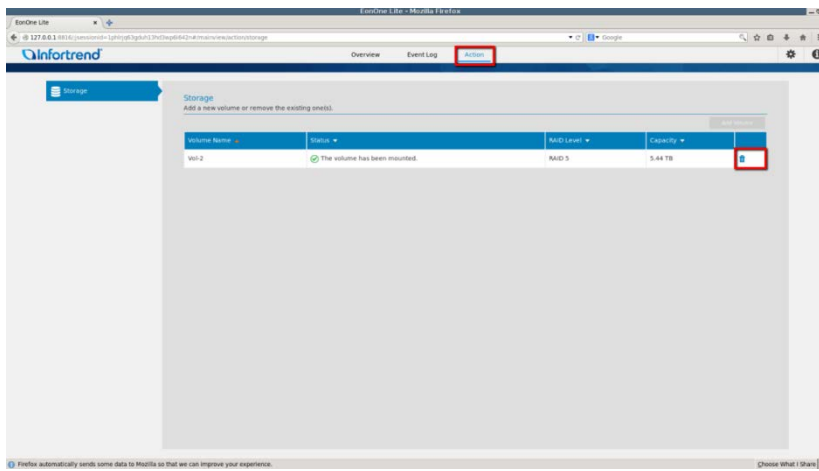 EonOne Lite - Mozilla Firefox
EonOne Lite
Google
Infortrend
Overview Event Log Action
Storage
Storage
Add a new volume or remove the existing one(s).
Volume Name Status RAID Level Capacity
Vol-2 The volume has been mounted. RAID 5 5.44 TB
Firefox automatically sends some data to Mozilla so that we can improve your experience. Choose What I Share